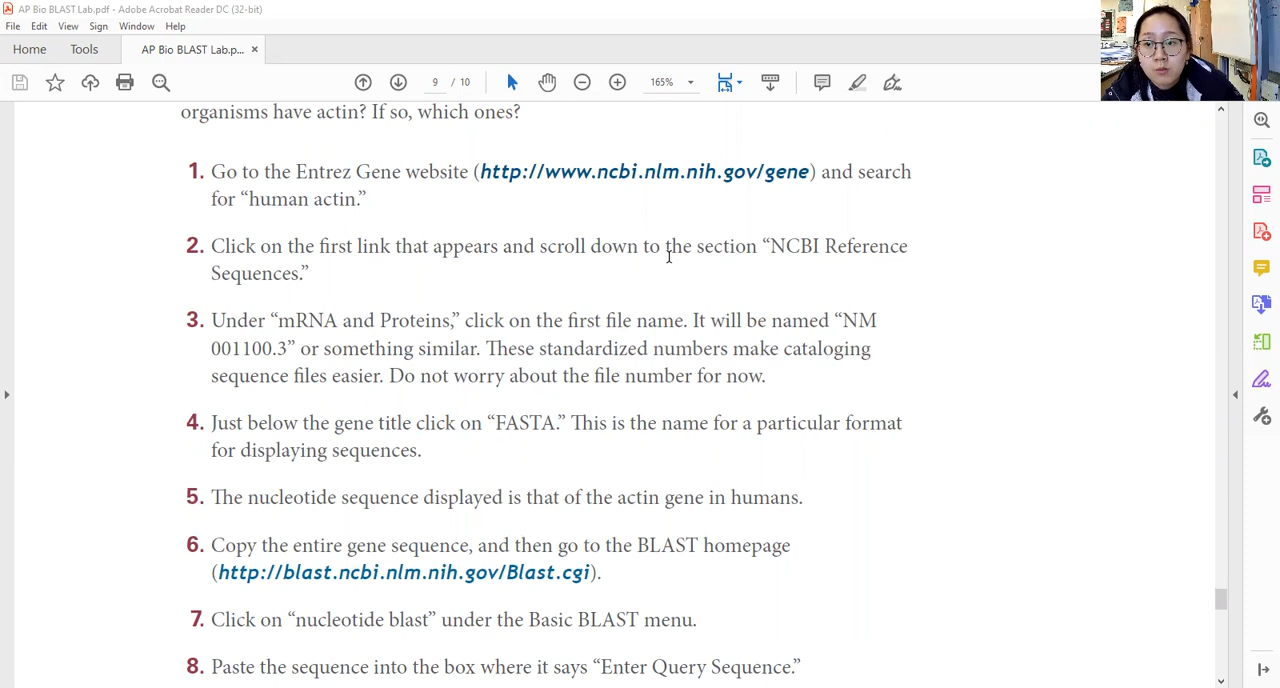 AP Bio BLAST Lab.pdf - Adobe Acrobat Reader DC (32-bit)
File Edit View Sign Window Help
Home Tools AP Bio BLAST Lab.p... ×
9 / 10 165%
organisms have actin? If so, which ones?
1. Go to the Entrez Gene website (http://www.ncbi.nlm.nih.gov/gene) and search
for “human actin.”
2. Click on the first link that appears and scroll down to the section “NCBI Reference
Sequences.”
3. Under “mRNA and Proteins,” click on the first file name. It will be named “NM
001100.3” or something similar. These standardized numbers make cataloging
sequence files easier. Do not worry about the file number for now.
4. Just below the gene title click on “FASTA.” This is the name for a particular format
for displaying sequences.
5. The nucleotide sequence displayed is that of the actin gene in humans.
6. Copy the entire gene sequence, and then go to the BLAST homepage
(http://blast.ncbi.nlm.nih.gov/Blast.cgi).
7. Click on “nucleotide blast” under the Basic BLAST menu.
8. Paste the sequence into the box where it says “Enter Query Sequence.”